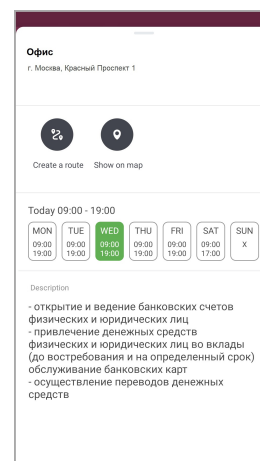 Офис
г. Москва, Красный Проспект 1
Create a route Show on map
Today 09:00 - 19:00
MON TUE WED THU FRI SAT SUN
09:00 09:00 09:00 09:00 09:00 09:00 X
19:00 19:00 19:00 19:00 19:00 17:00
Description
- открытие и ведение банковских счетов
физических и юридических лиц
- привлечение денежных средств
физических и юридических лиц во вклады
(до востребования и на определенный срок)
обслуживание банковских карт
- осуществление переводов денежных
средств